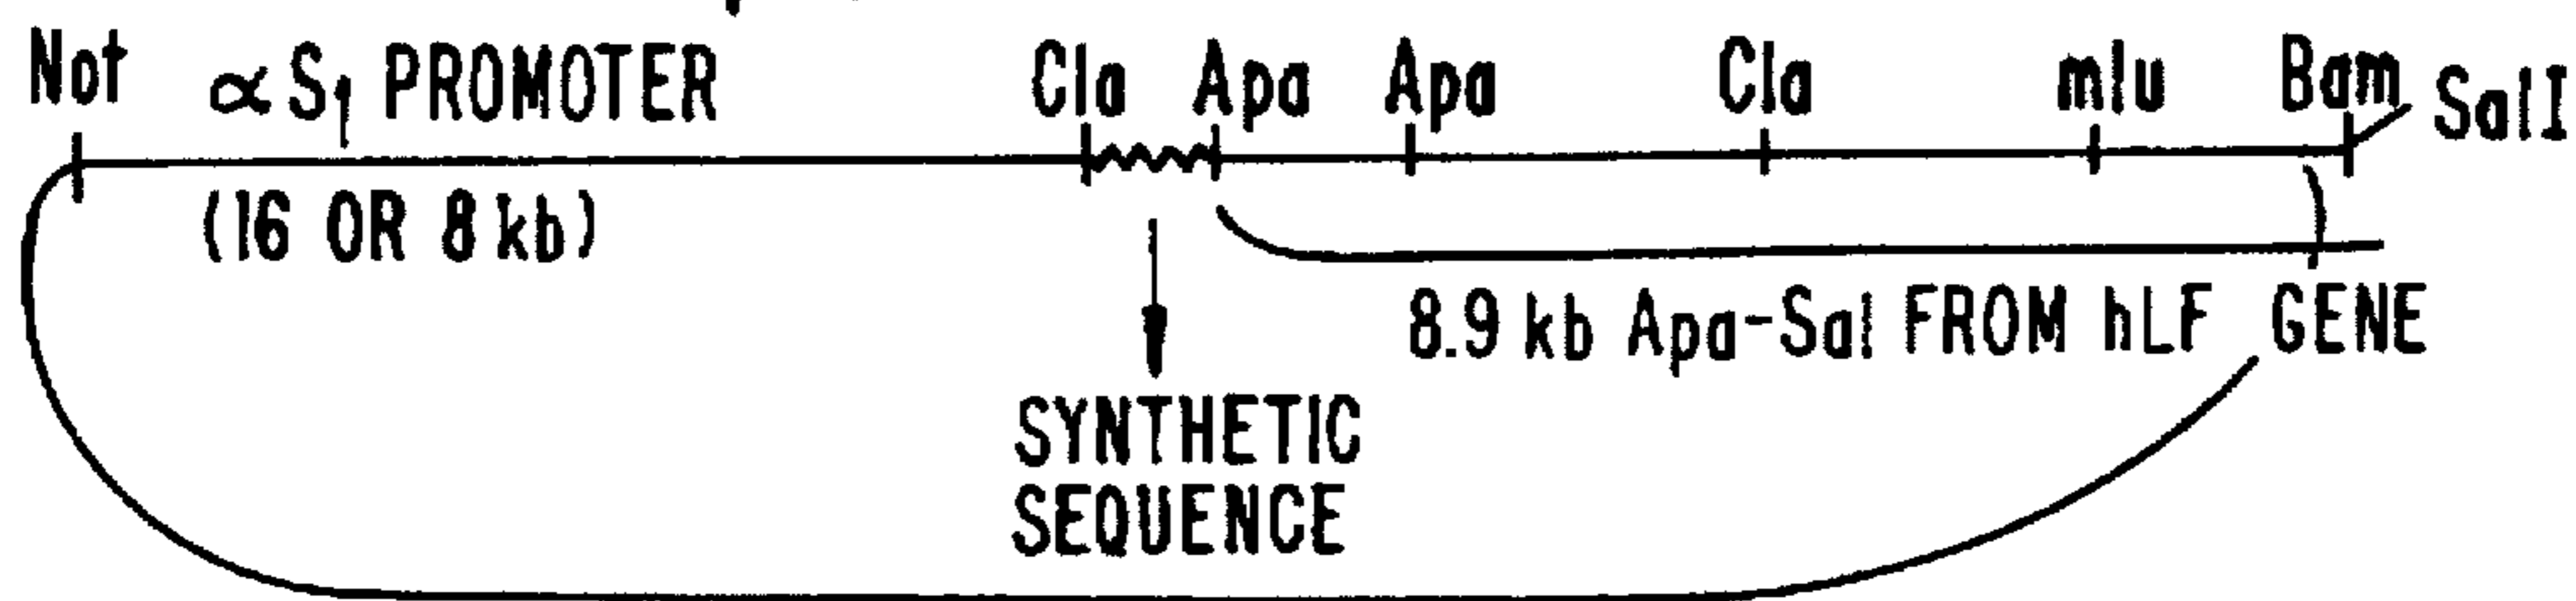 Not αS1 PROMOTER Cla Apa Apa Cla mlu Bam SalI
(16 OR 8 kb)
8.9 kb Apa-Sal FROM hLF GENE
SYNTHETIC
SEQUENCE